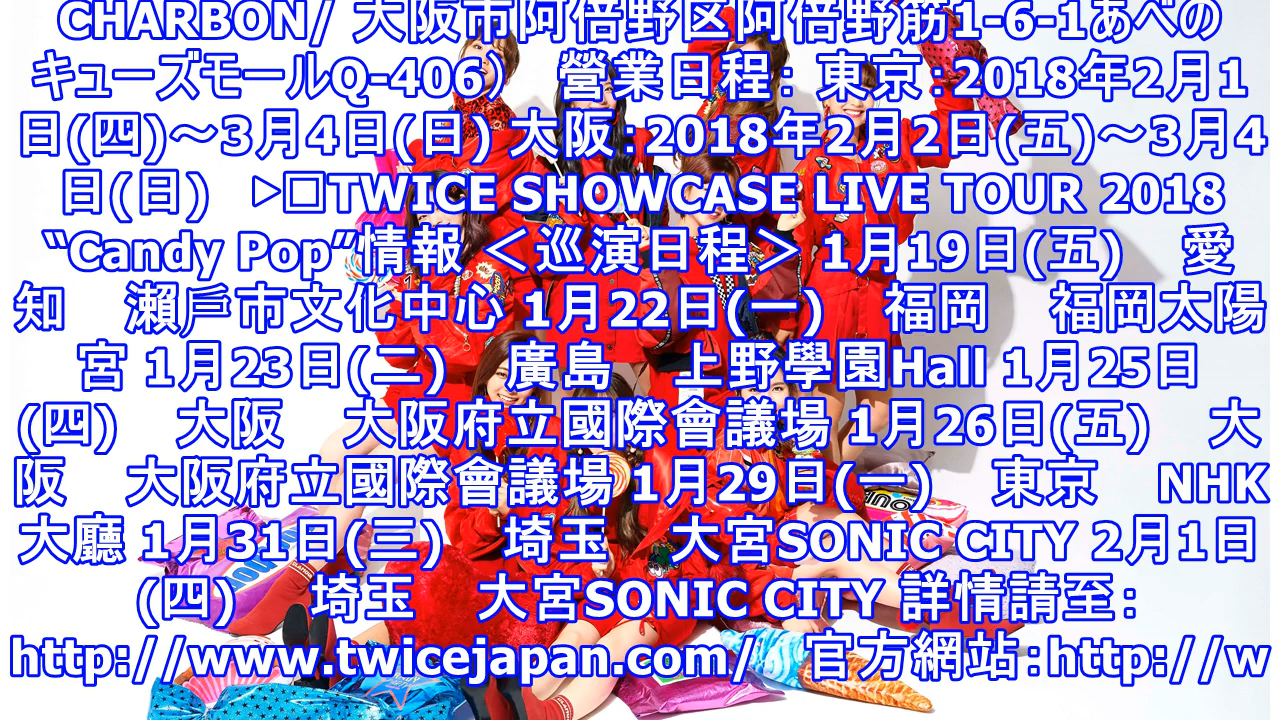 CHARBON/ 大阪市阿倍野区阿倍野筋1-6-1あべの
キューズモールQ-406）　營業日程： 東京：2018年2月1
日(四)～3月4日(日) 大阪：2018年2月2日(五)～3月4
日(日)　▶□TWICE SHOWCASE LIVE TOUR 2018
“Candy Pop”情報 ＜巡演日程＞ 1月19日(五)　愛
知　瀨戶市文化中心 1月22日(一)　福岡　福岡太陽
宮 1月23日(二)　廣島　上野學園Hall 1月25日
(四)　大阪　大阪府立國際會議場 1月26日(五)　大
阪　大阪府立國際會議場 1月29日(一)　東京　NHK
大廳 1月31日(三)　埼玉　大宮SONIC CITY 2月1日
(四)　埼玉　大宮SONIC CITY 詳情請至：
http://www.twicejapan.com/　官方網站：http://w